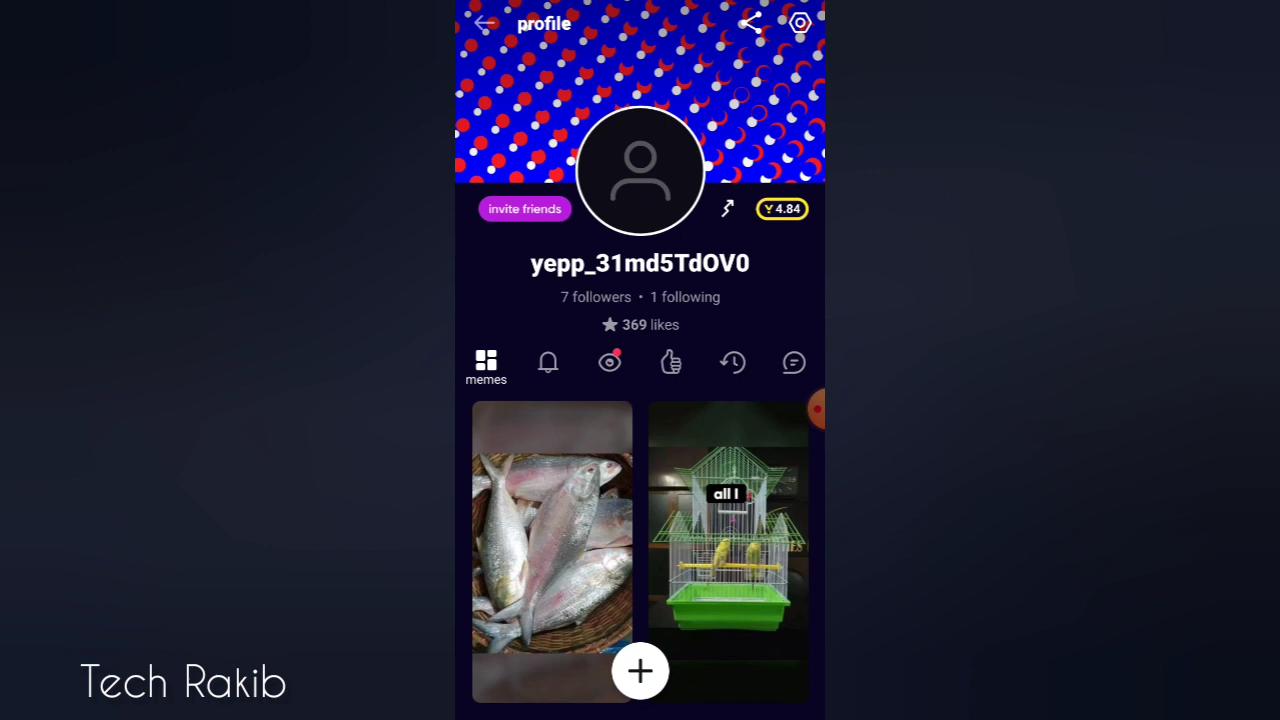 profile
invite friends
Y 4.84
yepp_31md5TdOV0
7 followers • 1 following
369 likes
memes
all I
Tech Rakib